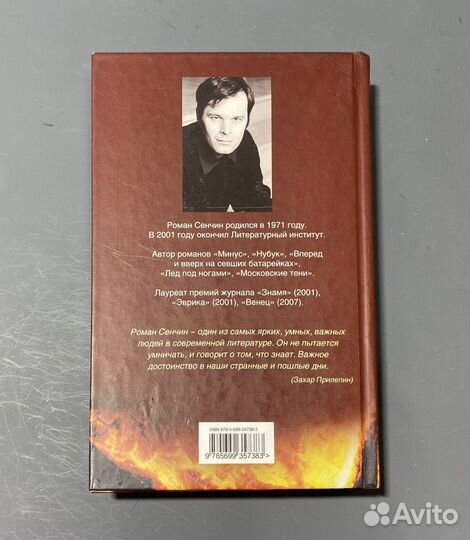 Роман Сенчин родился в 1971 году.
В 2001 году окончил Литературный институт.
Автор романов «Минус», «Нубук», «Вперед
и вверх на севших батарейках»,
«Лед под ногами», «Московские тени».
Лауреат премий журнала «Знамя» (2001),
«Эврика» (2001), «Венец» (2007).
Роман Сенчин – один из самых ярких, умных, важных
людей в современной литературе. Он не пытается
умничать, и говорит о том, что знает. Важное
достоинство в наши странные и пошлые дни.
(Захар Прилепин)
ISBN 978-5-699-35738-3
9 785699 357383 >
Avito